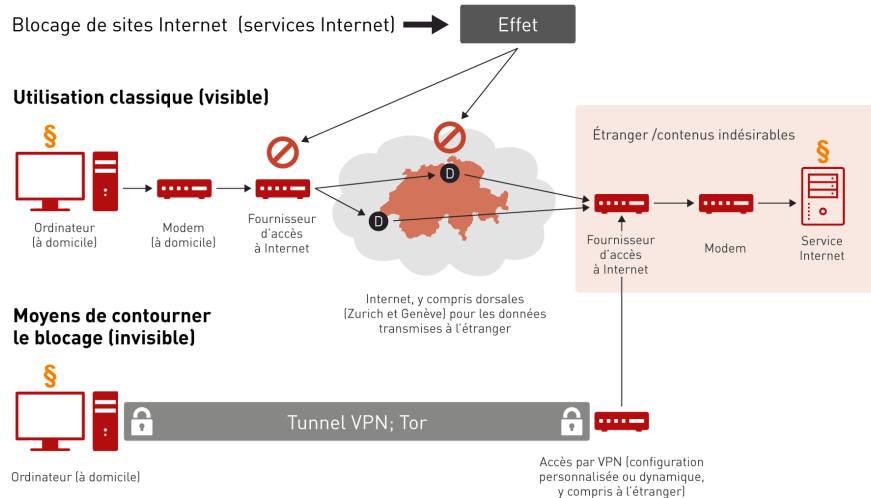 Blocage de sites Internet (services Internet)
Effet
Utilisation classique (visible)
§
Ordinateur
(à domicile)
Modem
(à domicile)
Fournisseur
d'accès
à Internet
D
D
Internet, y compris dorsales
(Zurich et Genève) pour les données
transmises à l'étranger
Étranger /contenus indésirables
§
Fournisseur
d'accès
à Internet
Modem
Service
Internet
Moyens de contourner
le blocage (invisible)
§
Ordinateur (à domicile)
Tunnel VPN; Tor
Accès par VPN (configuration
personnalisée ou dynamique,
y compris à l'étranger)